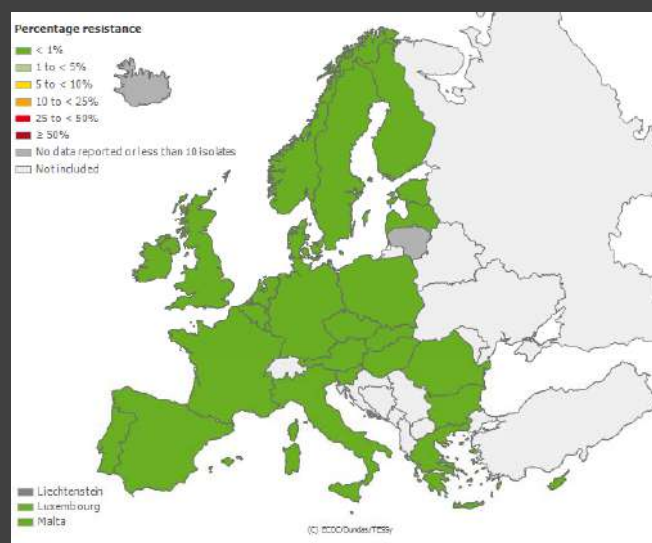 Percentage resistance
< 1%
1 to < 5%
5 to < 10%
10 to < 25%
25 to < 50%
≥ 50%
No data reported or less than 10 isolates
Not included
Liechtenstein
Luxembourg
Malta
(C) ECDC/Dundas/TESSy